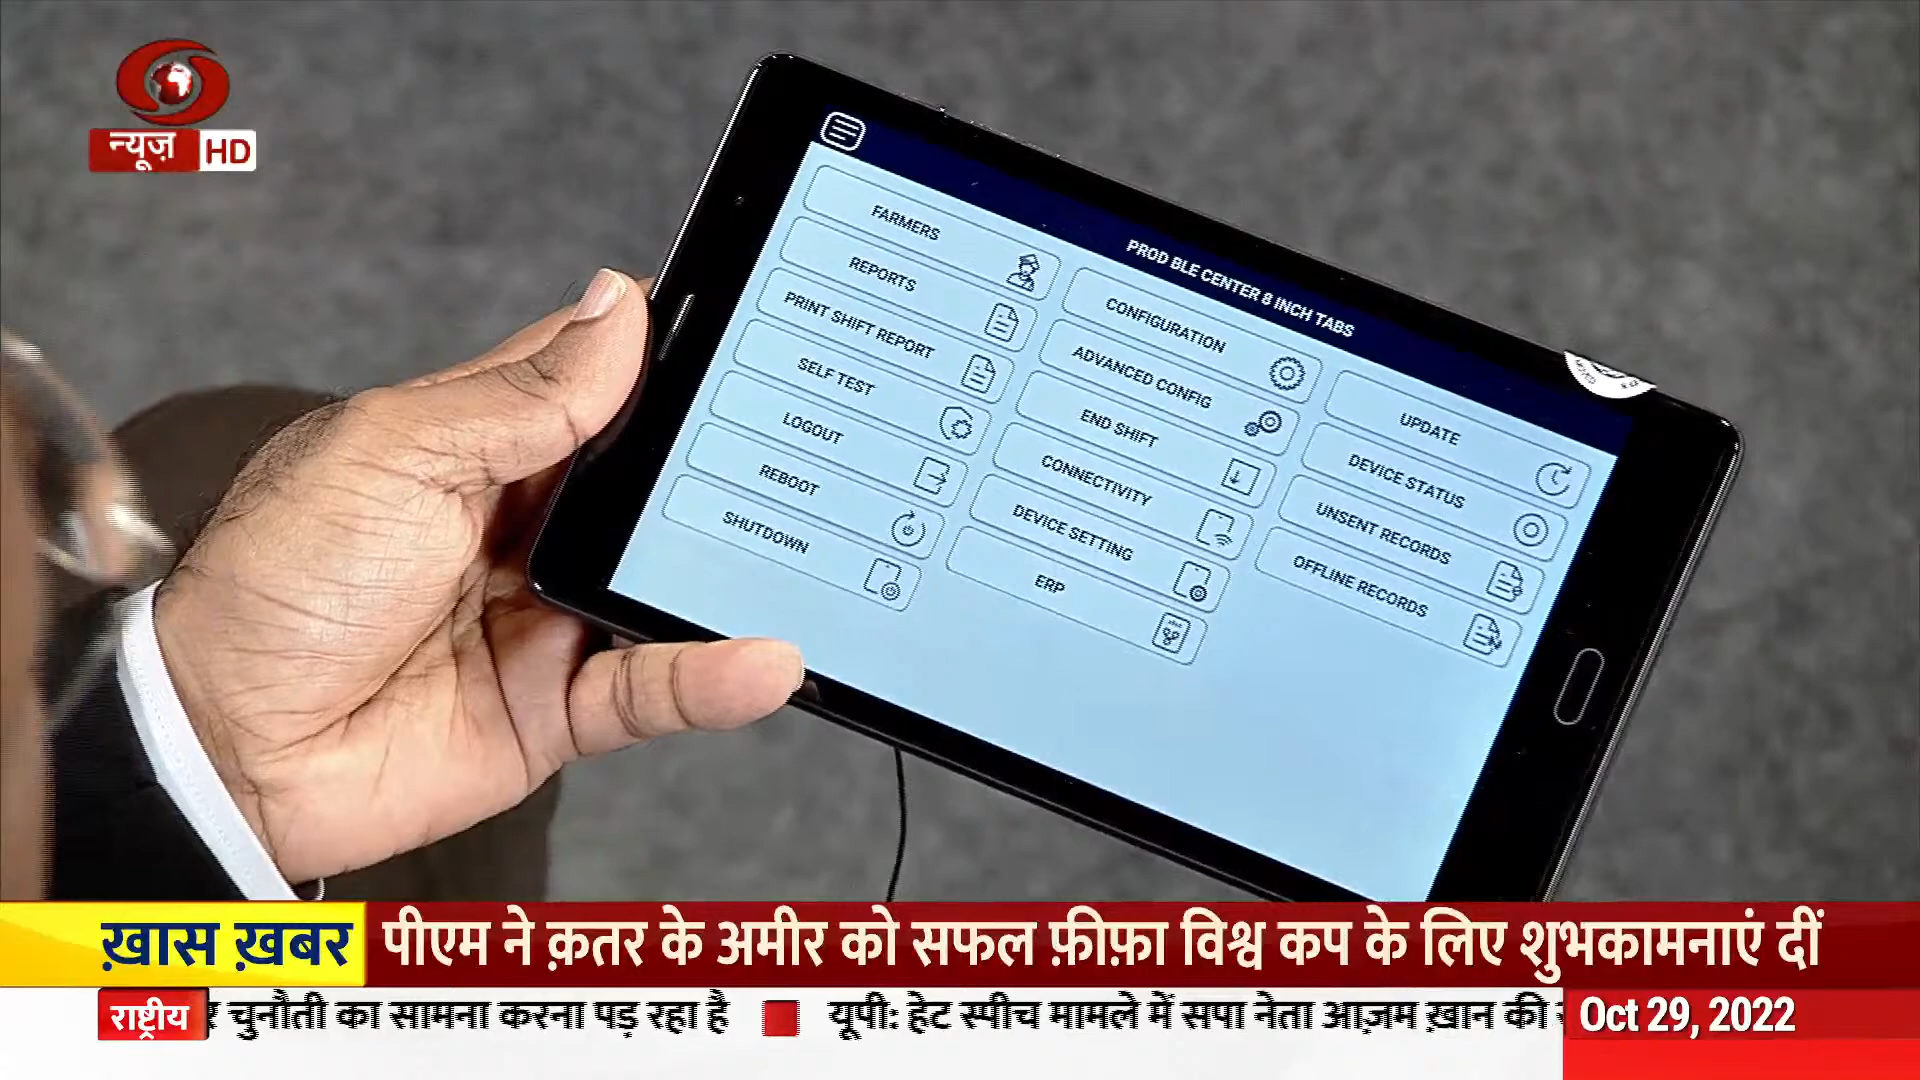 न्यूज़ HD
PROD BLE CENTER 8 INCH TABS
FARMERS
REPORTS
PRINT SHIFT REPORT
SELF TEST
LOGOUT
REBOOT
SHUTDOWN
CONFIGURATION
ADVANCED CONFIG
END SHIFT
CONNECTIVITY
DEVICE SETTING
ERP
UPDATE
DEVICE STATUS
UNSENT RECORDS
OFFLINE RECORDS
ख़ास ख़बर पीएम ने क़तर के अमीर को सफल फ़ीफ़ा विश्व कप के लिए शुभकामनाएं दीं
राष्ट्रीय चुनौती का सामना करना पड़ रहा है यूपी: हेट स्पीच मामले में सपा नेता आज़म ख़ान की Oct 29, 2022